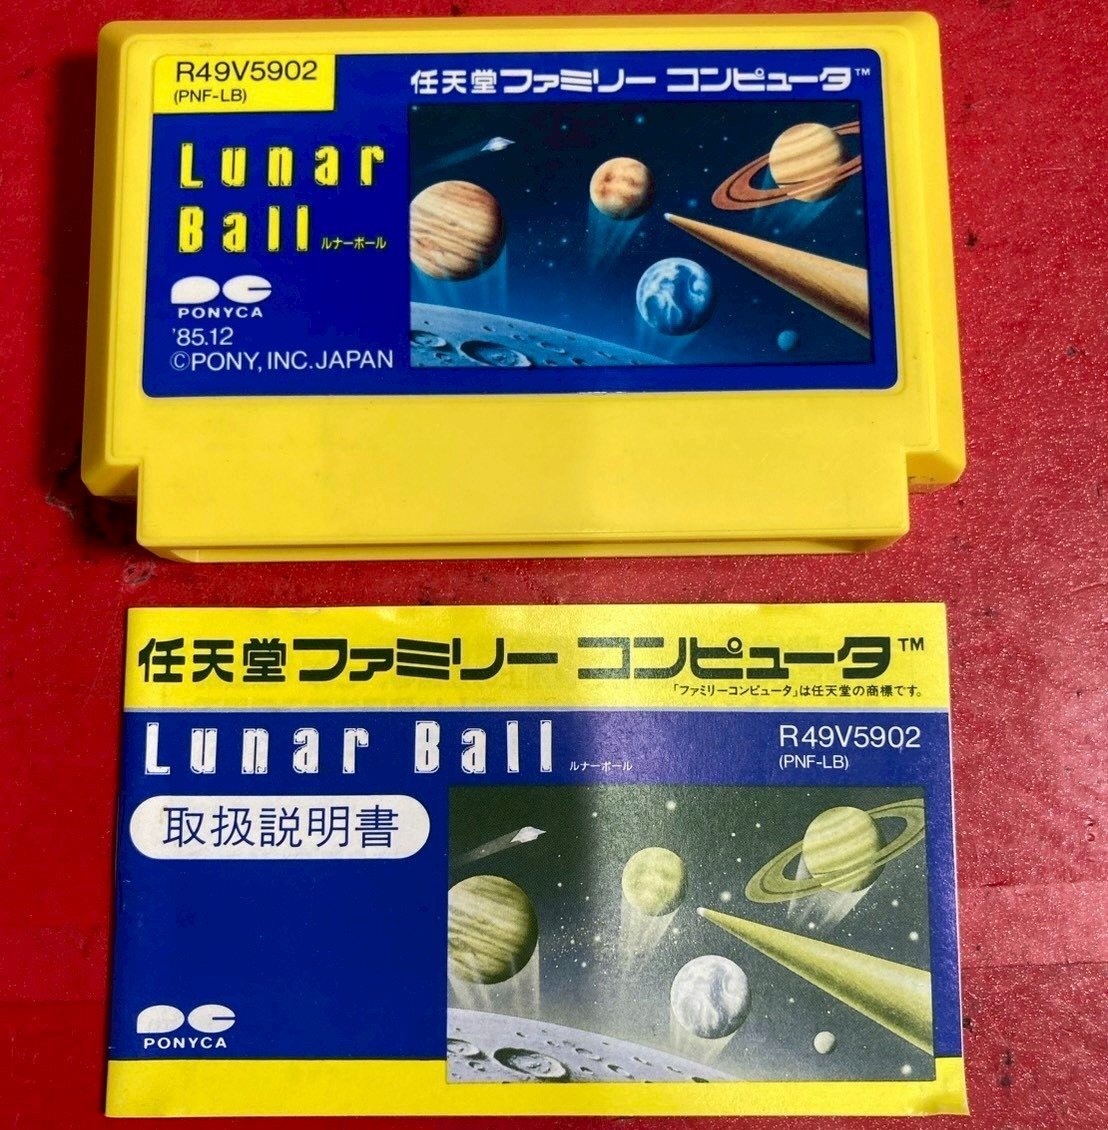 R49V5902
(PNF-LB)
任天堂ファミリー コンピュータ™
Lunar
Ball
ルナーボール
PONYCA
'85.12
©PONY, INC. JAPAN
任天堂ファミリー コンピュータ™
「ファミリーコンピュータ」は任天堂の商標です。
Lunar Ball
ルナーボール
R49V5902
(PNF-LB)
取扱説明書
PONYCA